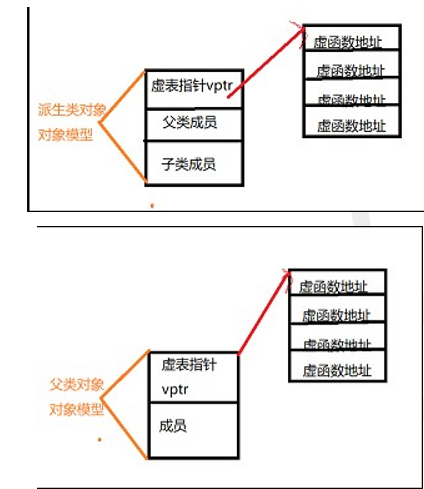 虚函数地址
虚函数地址
虚函数地址
虚函数地址
虚表指针vptr
父类成员
子类成员
派生类对象
对象模型
虚函数地址
虚函数地址
虚函数地址
虚函数地址
虚表指针
vptr
成员
父类对象
对象模型